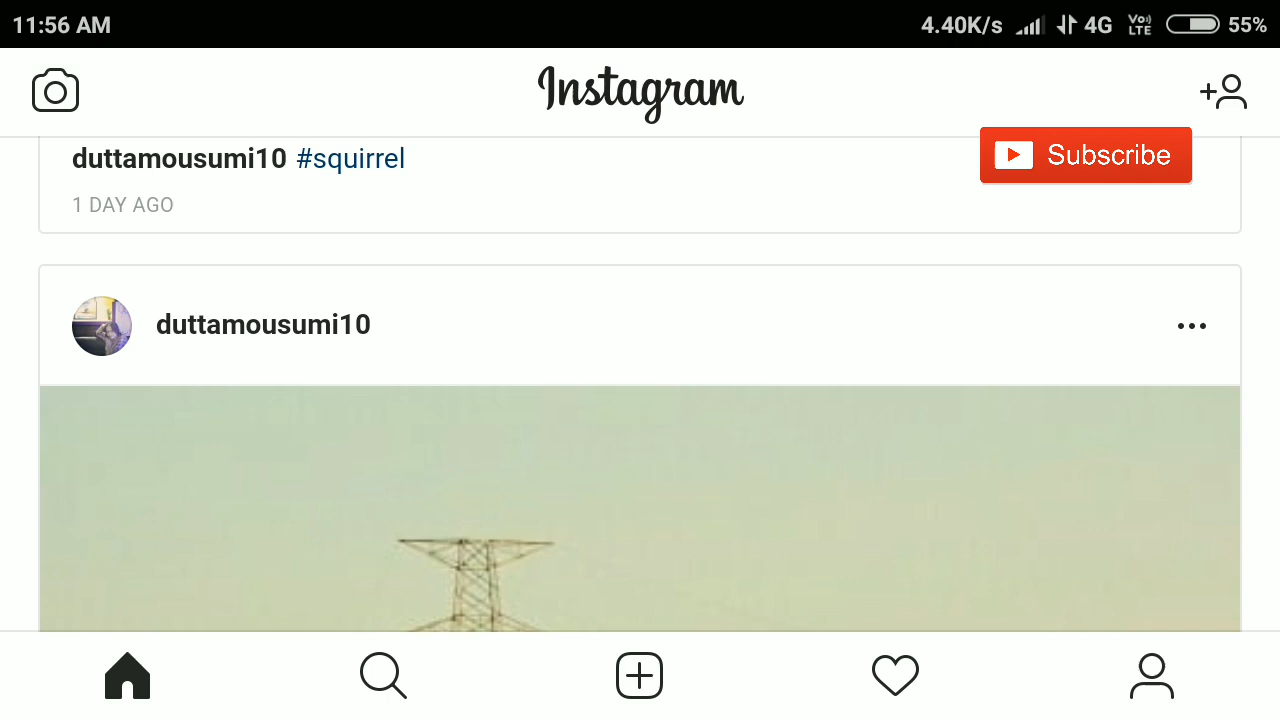 11:56 AM 4.40K/s 4G Vo)) LTE 55%
Instagram
duttamousumi10 #squirrel
Subscribe
1 DAY AGO
duttamousumi10